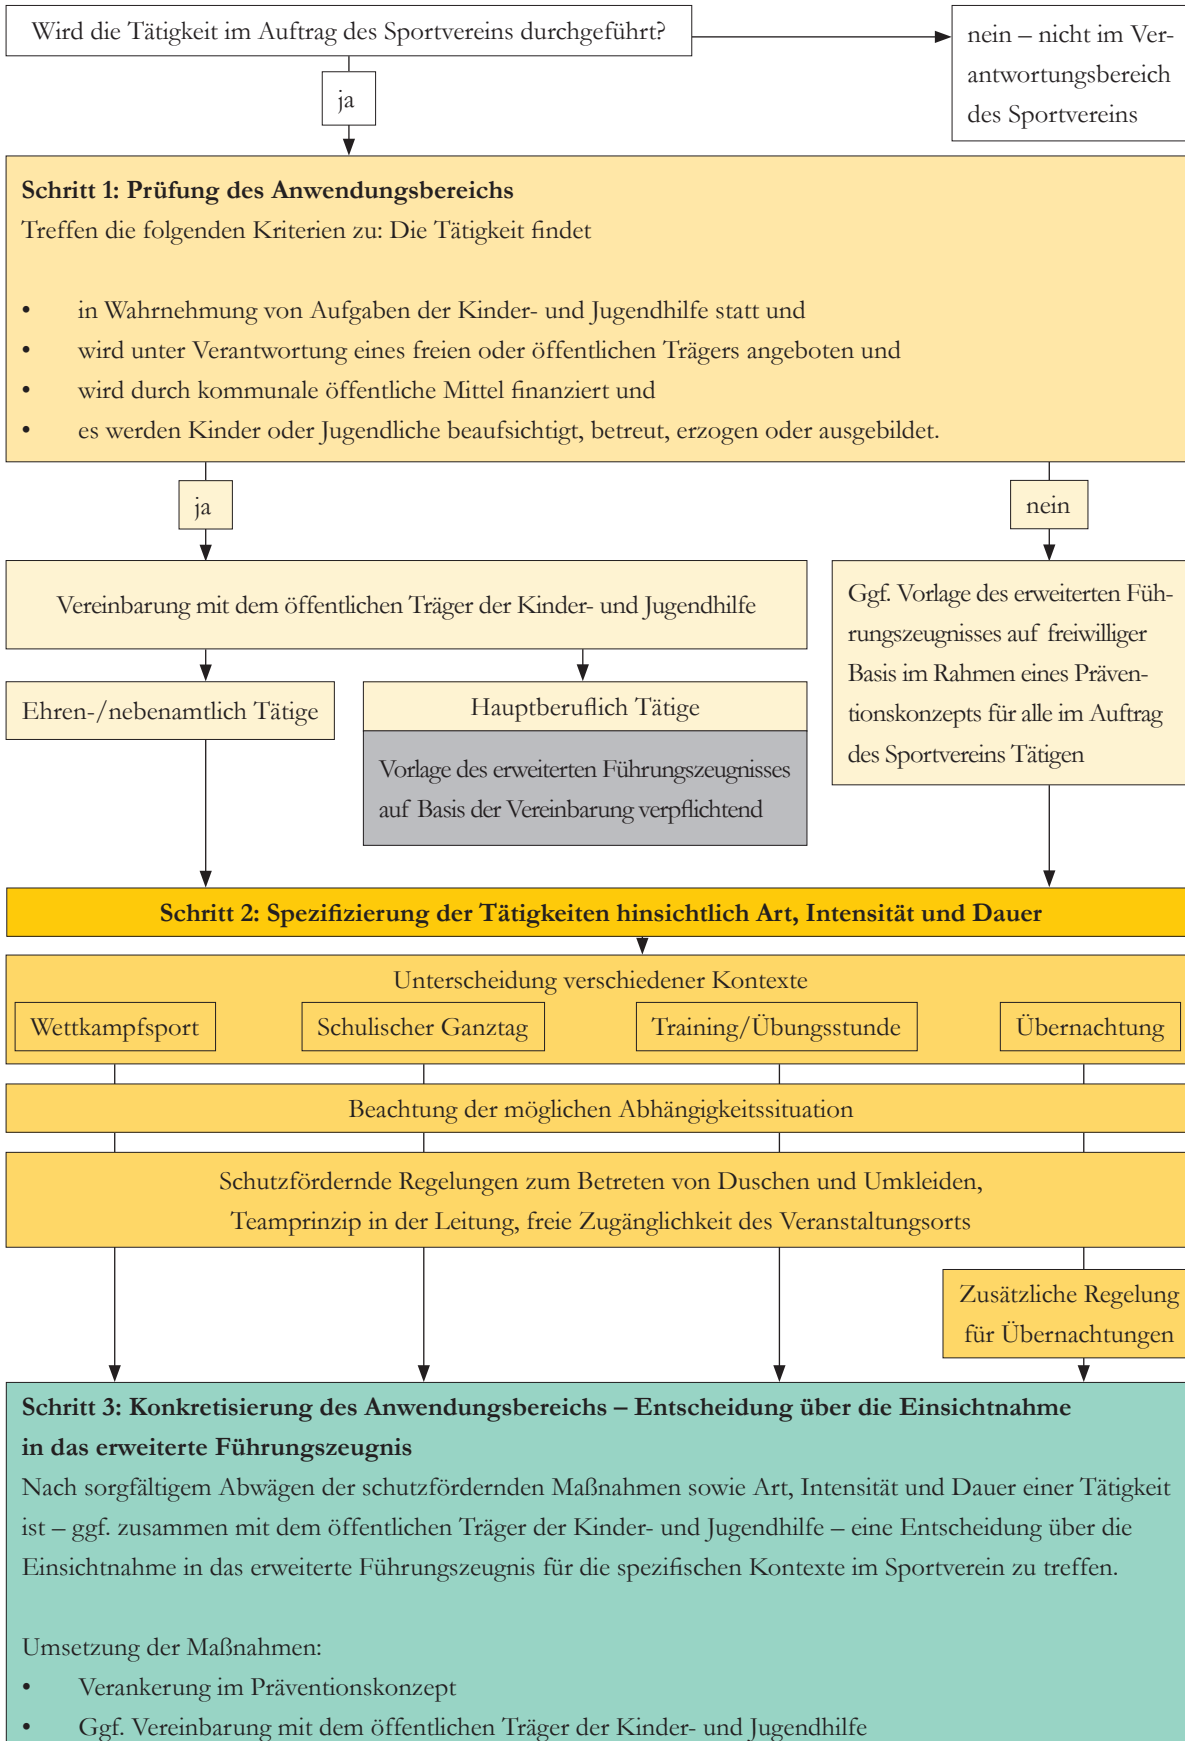 Wird die Tätigkeit im Auftrag des Sportvereins durchgeführt?
nein – nicht im Ver-
antwortungsbereich
des Sportvereins
ja
Schritt 1: Prüfung des Anwendungsbereichs
Treffen die folgenden Kriterien zu: Die Tätigkeit findet
• in Wahrnehmung von Aufgaben der Kinder- und Jugendhilfe statt und
• wird unter Verantwortung eines freien oder öffentlichen Trägers angeboten und
• wird durch kommunale öffentliche Mittel finanziert und
• es werden Kinder oder Jugendliche beaufsichtigt, betreut, erzogen oder ausgebildet.
ja
nein
Vereinbarung mit dem öffentlichen Träger der Kinder- und Jugendhilfe
Ggf. Vorlage des erweiterten Füh-
rungszeugnisses auf freiwilliger
Basis im Rahmen eines Präven-
tionskonzepts für alle im Auftrag
des Sportvereins Tätigen
Ehren-/nebenamtlich Tätige
Hauptberuflich Tätige
Vorlage des erweiterten Führungszeugnisses
auf Basis der Vereinbarung verpflichtend
Schritt 2: Spezifizierung der Tätigkeiten hinsichtlich Art, Intensität und Dauer
Unterscheidung verschiedener Kontexte
Wettkampfsport
Schulischer Ganztag
Training/Übungsstunde
Übernachtung
Beachtung der möglichen Abhängigkeitssituation
Schutzfördernde Regelungen zum Betreten von Duschen und Umkleiden,
Teamprinzip in der Leitung, freie Zugänglichkeit des Veranstaltungsorts
Zusätzliche Regelung
für Übernachtungen
Schritt 3: Konkretisierung des Anwendungsbereichs – Entscheidung über die Einsichtnahme
in das erweiterte Führungszeugnis
Nach sorgfältigem Abwägen der schutzfördernden Maßnahmen sowie Art, Intensität und Dauer einer Tätigkeit
ist – ggf. zusammen mit dem öffentlichen Träger der Kinder- und Jugendhilfe – eine Entscheidung über die
Einsichtnahme in das erweiterte Führungszeugnis für die spezifischen Kontexte im Sportverein zu treffen.
Umsetzung der Maßnahmen:
• Verankerung im Präventionskonzept
• Ggf. Vereinbarung mit dem öffentlichen Träger der Kinder- und Jugendhilfe